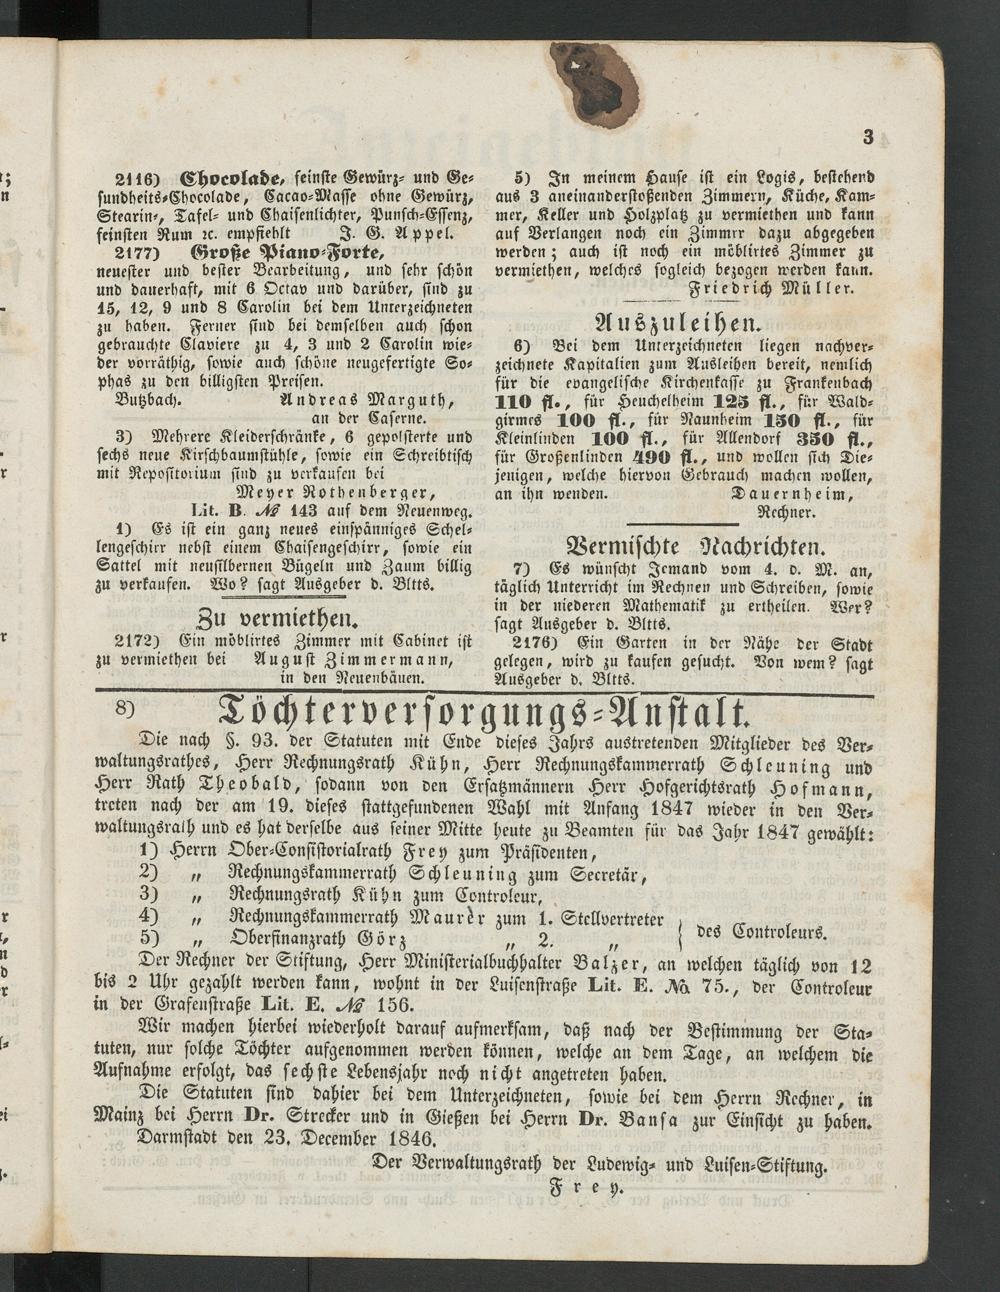 3
2116) Chocolade, feinste Gewürz- und Ge-
sundheits-Chocolade, Cacao-Masse ohne Gewürz,
Stearin-, Tafel- und Chaisenlichter, Punsch-Essenz,
feinsten Rum ꝛc. empfiehlt J. G. Appel.
2177) Große Piano-Forte,
neuester und bester Bearbeitung, und sehr schön
und dauerhaft, mit 6 Octav und darüber, sind zu
15, 12, 9 und 8 Carolin bei dem Unterzeichneten
zu haben. Ferner sind bei demselben auch schon
gebrauchte Claviere zu 4, 3 und 2 Carolin wie-
der vorräthig, sowie auch schöne neugefertigte So-
phas zu den billigsten Preisen.
Butzbach. Andreas Marguth,
an der Caserne.
3) Mehrere Kleiderschränke, 6 gepolsterte und
sechs neue Kirschbaumstühle, sowie ein Schreibtisch
mit Repositorium sind zu verkaufen bei
Meyer Rothenberger,
Lit. B. № 143 auf dem Neuenweg.
1) Es ist ein ganz neues einspänniges Schel-
lengeschirr nebst einem Chaisengeschirr, sowie ein
Sattel mit neusilbernen Bügeln und Zaum billig
zu verkaufen. Wo? sagt Ausgeber d. Bltts.
Zu vermiethen.
2172) Ein möblirtes Zimmer mit Cabinet ist
zu vermiethen bei August Zimmermann,
in den Neuenbäuen.
5) In meinem Hause ist ein Logis, bestehend
aus 3 aneinanderstoßenden Zimmern, Küche, Kam-
mer, Keller und Holzplatz zu vermiethen und kann
auf Verlangen noch ein Zimmer dazu abgegeben
werden; auch ist noch ein möblirtes Zimmer zu
vermiethen, welches sogleich bezogen werden kann.
Friedrich Müller.
Auszuleihen.
6) Bei dem Unterzeichneten liegen nachver-
zeichnete Kapitalien zum Ausleihen bereit, nemlich
für die evangelische Kirchenkasse zu Frankenbach
110 fl., für Heuchelheim 125 fl., für Wald-
girmes 100 fl., für Naunheim 150 fl., für
Kleinlinden 100 fl., für Allendorf 350 fl.,
für Großenlinden 490 fl., und wollen sich Die-
jenigen, welche hiervon Gebrauch machen wollen,
an ihn wenden. Dauernheim,
Rechner.
Vermischte Nachrichten.
7) Es wünscht Jemand vom 4. d. M. an,
täglich Unterricht im Rechnen und Schreiben, sowie
in der niederen Mathematik zu ertheilen. Wer?
sagt Ausgeber d. Bltts.
2176) Ein Garten in der Nähe der Stadt
gelegen, wird zu kaufen gesucht. Von wem? sagt
Ausgeber d. Bltts.
8) Töchterversorgungs-Anstalt.
Die nach §. 93. der Statuten mit Ende dieses Jahrs austretenden Mitglieder des Ver-
waltungsrathes, Herr Rechnungsrath Kühn, Herr Rechnungskammerrath Schleuning und
Herr Rath Theobald, sodann von den Ersatzmännern Herr Hofgerichtsrath Hofmann,
treten nach der am 19. dieses stattgefundenen Wahl mit Anfang 1847 wieder in den Ver-
waltungsrath und es hat derselbe aus seiner Mitte heute zu Beamten für das Jahr 1847 gewählt:
1) Herrn Ober-Consistorialrath Frey zum Präsidenten,
2) „ Rechnungskammerrath Schleuning zum Secretär,
3) „ Rechnungsrath Kühn zum Controleur,
4) „ Rechnungskammerrath Maurer zum 1. Stellvertreter
5) „ Oberfinanzrath Görz „ 2. „ } des Controleurs.
Der Rechner der Stiftung, Herr Ministerialbuchhalter Balzer, an welchen täglich von 12
bis 2 Uhr gezahlt werden kann, wohnt in der Luisenstraße Lit. E. № 75., der Controleur
in der Grafenstraße Lit. E. № 156.
Wir machen hierbei wiederholt darauf aufmerksam, daß nach der Bestimmung der Sta-
tuten, nur solche Töchter aufgenommen werden können, welche an dem Tage, an welchem die
Aufnahme erfolgt, das sechste Lebensjahr noch nicht angetreten haben.
Die Statuten sind dahier bei dem Unterzeichneten, sowie bei dem Herrn Rechner, in
Mainz bei Herrn Dr. Strecker und in Gießen bei Herrn Dr. Bansa zur Einsicht zu haben.
Darmstadt den 23. December 1846.
Der Verwaltungsrath der Ludewig- und Luisen-Stiftung.
Frey.